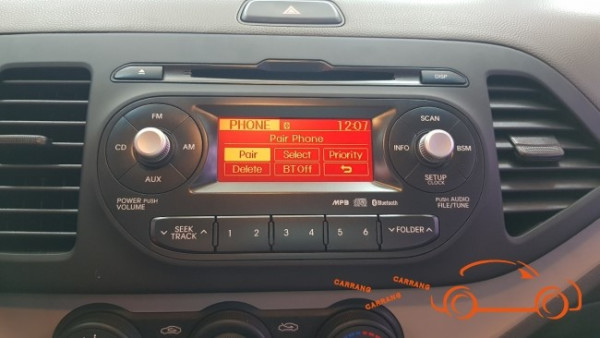 DISP
FM
CD
AM
AUX
POWER PUSH
VOLUME
PHONE 12:07
Pair Phone
Pair Select Priority
Delete BT Off
SCAN
INFO
BSM
SETUP
CLOCK
PUSH AUDIO
FILE/TUNE
MP3 Bluetooth
SEEK
TRACK
1 2 3 4 5 6
FOLDER
CARRANG
CARRANG
CARRANG
CARRANG